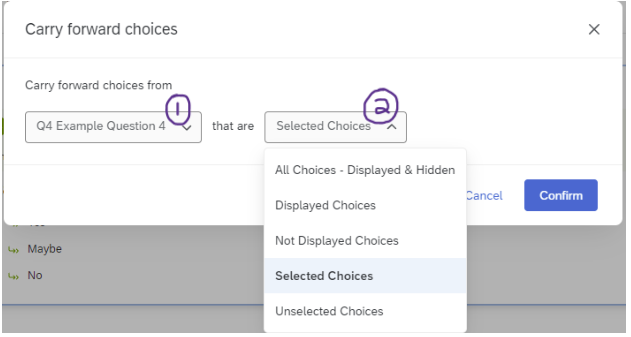 Carry forward choices
Carry forward choices from
1
2
Q4 Example Question 4 that are Selected Choices
All Choices - Displayed & Hidden
Displayed Choices
Cancel Confirm
Not Displayed Choices
Maybe
Selected Choices
No
Unselected Choices